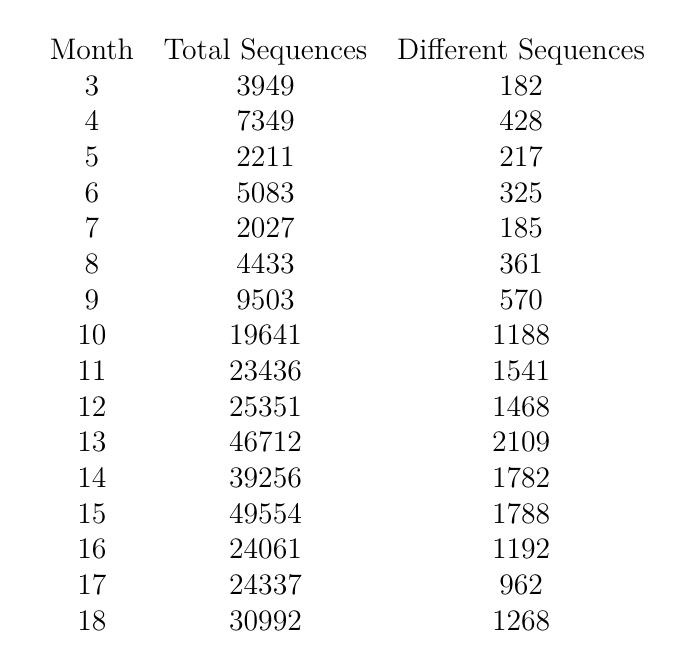 Month Total Sequences Different Sequences
3 3949 182
4 7349 428
5 2211 217
6 5083 325
7 2027 185
8 4433 361
9 9503 570
10 19641 1188
11 23436 1541
12 25351 1468
13 46712 2109
14 39256 1782
15 49554 1788
16 24061 1192
17 24337 962
18 30992 1268